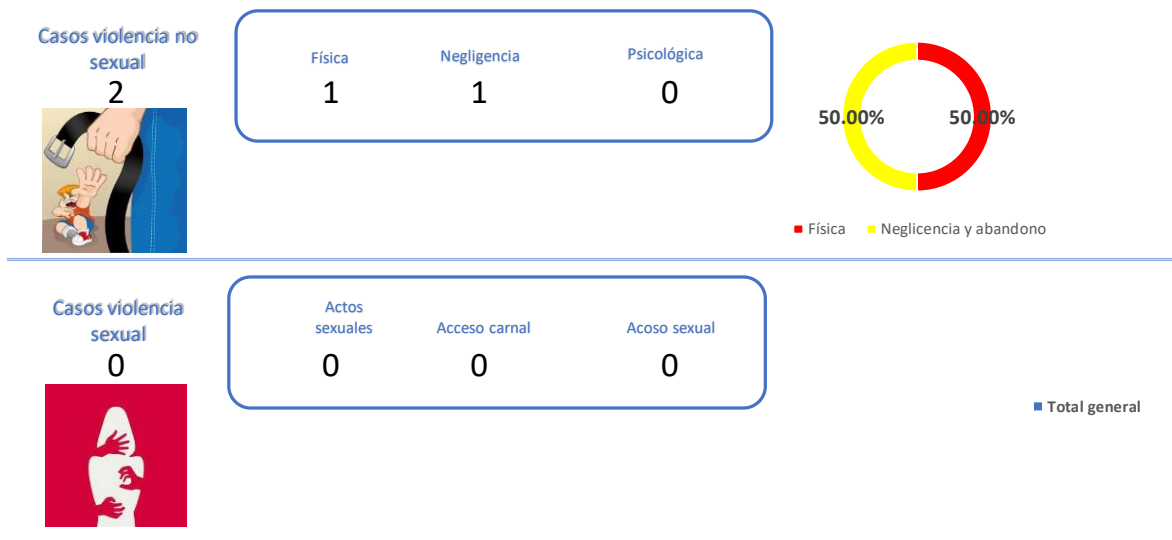 Casos violencia no
sexual
2
Física
Negligencia
Psicológica
1
1
0
50.00%
50.00%
Física
Neglicencia y abandono
Casos violencia
sexual
0
Actos
sexuales
Acceso carnal
Acoso sexual
0
0
0
Total general